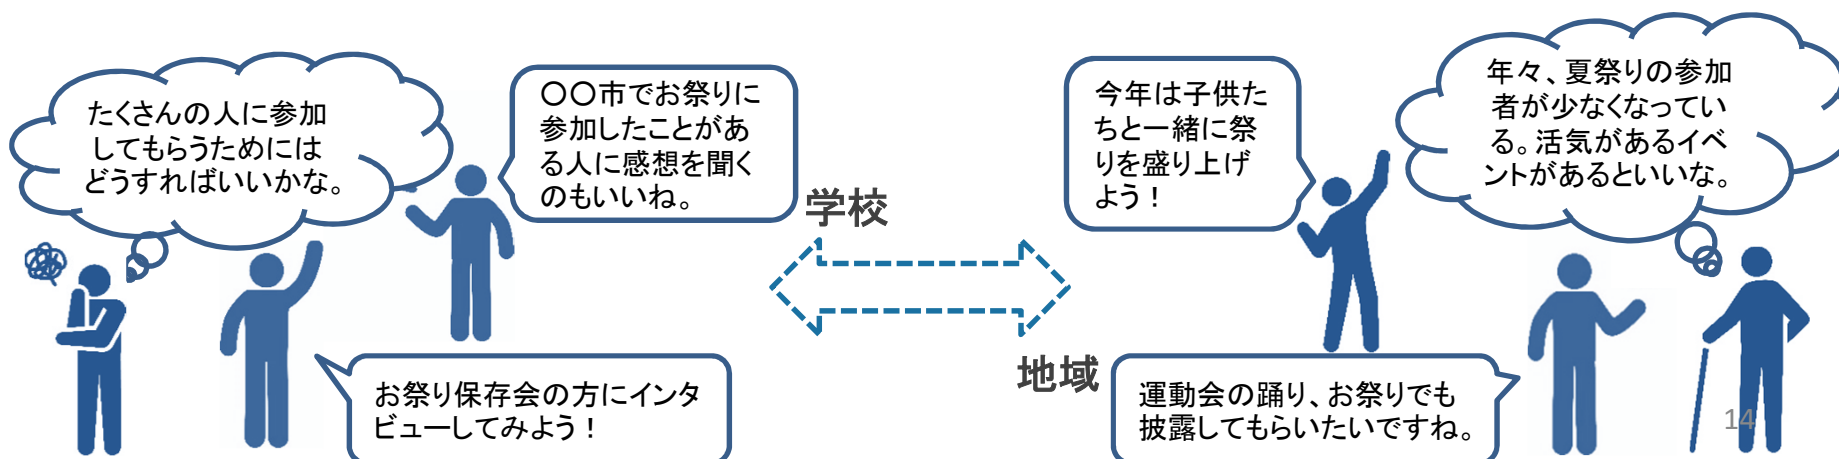 たくさんの人に参加
してもらうためには
どうすればいいかな。
〇〇市でお祭りに
参加したことがあ
る人に感想を聞く
のもいいね。
お祭り保存会の方にインタ
ビューしてみよう！
学校
地域
今年は子供た
ちと一緒に祭
りを盛り上げ
よう！
年々、夏祭りの参加
者が少なくなってい
る。活気があるイベ
ントがあるといいな。
運動会の踊り、お祭りでも
披露してもらいたいですね。
14